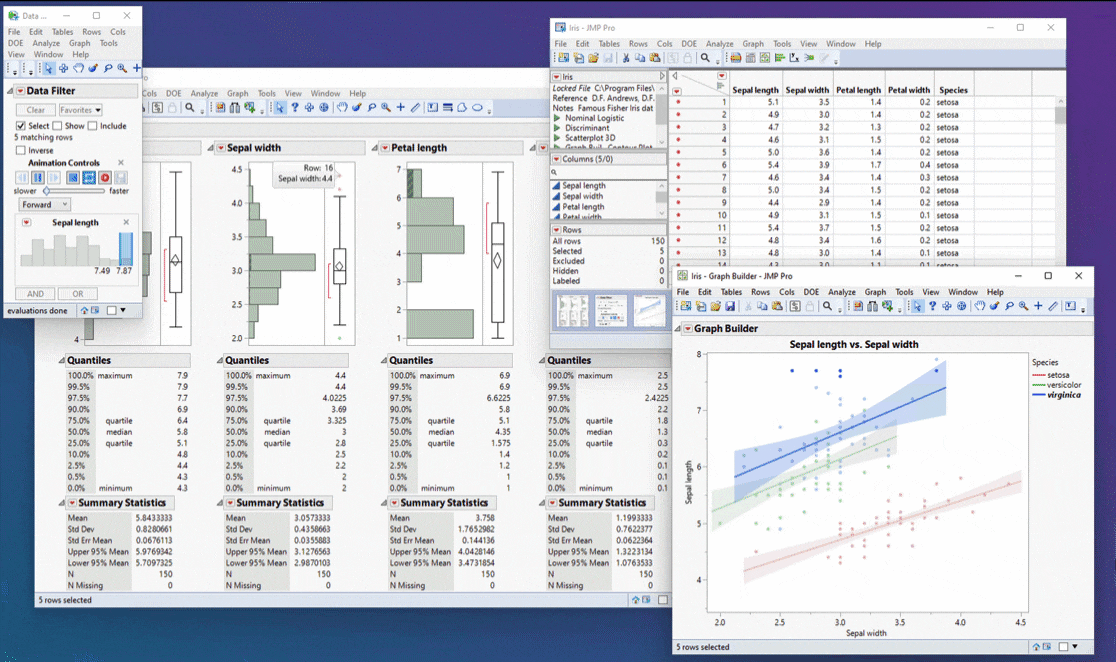 Data ...
File Edit Tables Rows Cols
DOE Analyze Graph Tools
View Window Help
Data Filter
Clear Favorites
Select Show Include
5 matching rows
Inverse
Animation Controls
slower faster
Forward
Sepal length
7.49 7.87
AND OR
evaluations done
Cols DOE Analyze Graph Tools View Window Help
Sepal width
4.5
4.0
3.5
3.0
2.5
2.0
Row: 16
Sepal width: 4.4
Petal length
7
6
5
4
3
2
1
4
Quantiles
100.0% maximum 7.9
99.5% 7.9
97.5% 7.7
90.0% 6.9
75.0% quartile 6.4
50.0% median 5.8
25.0% quartile 5.1
10.0% 4.8
2.5% 4.4
0.5% 4.3
0.0% minimum 4.3
Summary Statistics
Mean 5.8433333
Std Dev 0.8280661
Std Err Mean 0.0676113
Upper 95% Mean 5.9769342
Lower 95% Mean 5.7097325
N 150
N Missing 0
Quantiles
100.0% maximum 4.4
99.5% 4.4
97.5% 4.0225
90.0% 3.69
75.0% quartile 3.325
50.0% median 3
25.0% quartile 2.8
10.0% 2.5
2.5% 2.2
0.5% 2
0.0% minimum 2
Summary Statistics
Mean 3.0573333
Std Dev 0.4358663
Std Err Mean 0.0355883
Upper 95% Mean 3.1276563
Lower 95% Mean 2.9870103
N 150
N Missing 0
Quantiles
100.0% maximum 6.9
99.5% 6.9
97.5% 6.6225
90.0% 5.8
75.0% quartile 5.1
50.0% median 4.35
25.0% quartile 1.575
10.0% 1.4
2.5% 1.2
0.5% 1
0.0% minimum 1
Summary Statistics
Mean 3.758
Std Dev 1.7652982
Std Err Mean 0.144136
Upper 95% Mean 4.0428146
Lower 95% Mean 3.4731854
N 150
N Missing 0
Quantiles
100.0% maximum 2.5
99.5% 2.5
97.5% 2.4225
90.0% 2.2
75.0% quartile 1.8
50.0% median 1.3
25.0% quartile 0.3
10.0% 0.2
2.5% 0.1
0.5% 0.1
0.0% minimum 0.1
Summary Statistics
Mean 1.1993333
Std Dev 0.7622377
Std Err Mean 0.0622364
Upper 95% Mean 1.3223134
Lower 95% Mean 1.0763533
N 150
N Missing 0
5 rows selected
Iris - JMP Pro
File Edit Tables Rows Cols DOE Analyze Graph Tools View Window Help
Iris
Locked File C:\Program Files\
Reference D.F. Andrews, D.F.
Notes Famous Fisher Iris dat
Nominal Logistic
Discriminant
Scatterplot 3D
Columns (5/0)
Sepal length
Sepal width
Petal length
Petal width
Rows
All rows 150
Selected 5
Excluded 0
Hidden 0
Labeled 0
Sepal length Sepal width Petal length Petal width Species
1 5.1 3.5 1.4 0.2 setosa
2 4.9 3.0 1.4 0.2 setosa
3 4.7 3.2 1.3 0.2 setosa
4 4.6 3.1 1.5 0.2 setosa
5 5.0 3.6 1.4 0.2 setosa
6 5.4 3.9 1.7 0.4 setosa
7 4.6 3.4 1.4 0.3 setosa
8 5.0 3.4 1.5 0.2 setosa
9 4.4 2.9 1.4 0.2 setosa
10 4.9 3.1 1.5 0.1 setosa
11 5.4 3.7 1.5 0.2 setosa
12 4.8 3.4 1.6 0.2 setosa
13 4.8 3.0 1.4 0.1 setosa
14 4.3 3.0 1.1 0.1 setosa
Iris - Graph Builder - JMP Pro
File Edit Tables Rows Cols DOE Analyze Graph Tools View Window Help
Graph Builder
Sepal length vs. Sepal width
Sepal length
8
7
6
5
4
2.0 2.5 3.0 3.5 4.0 4.5
Sepal width
Species
setosa
versicolor
virginica
5 rows selected